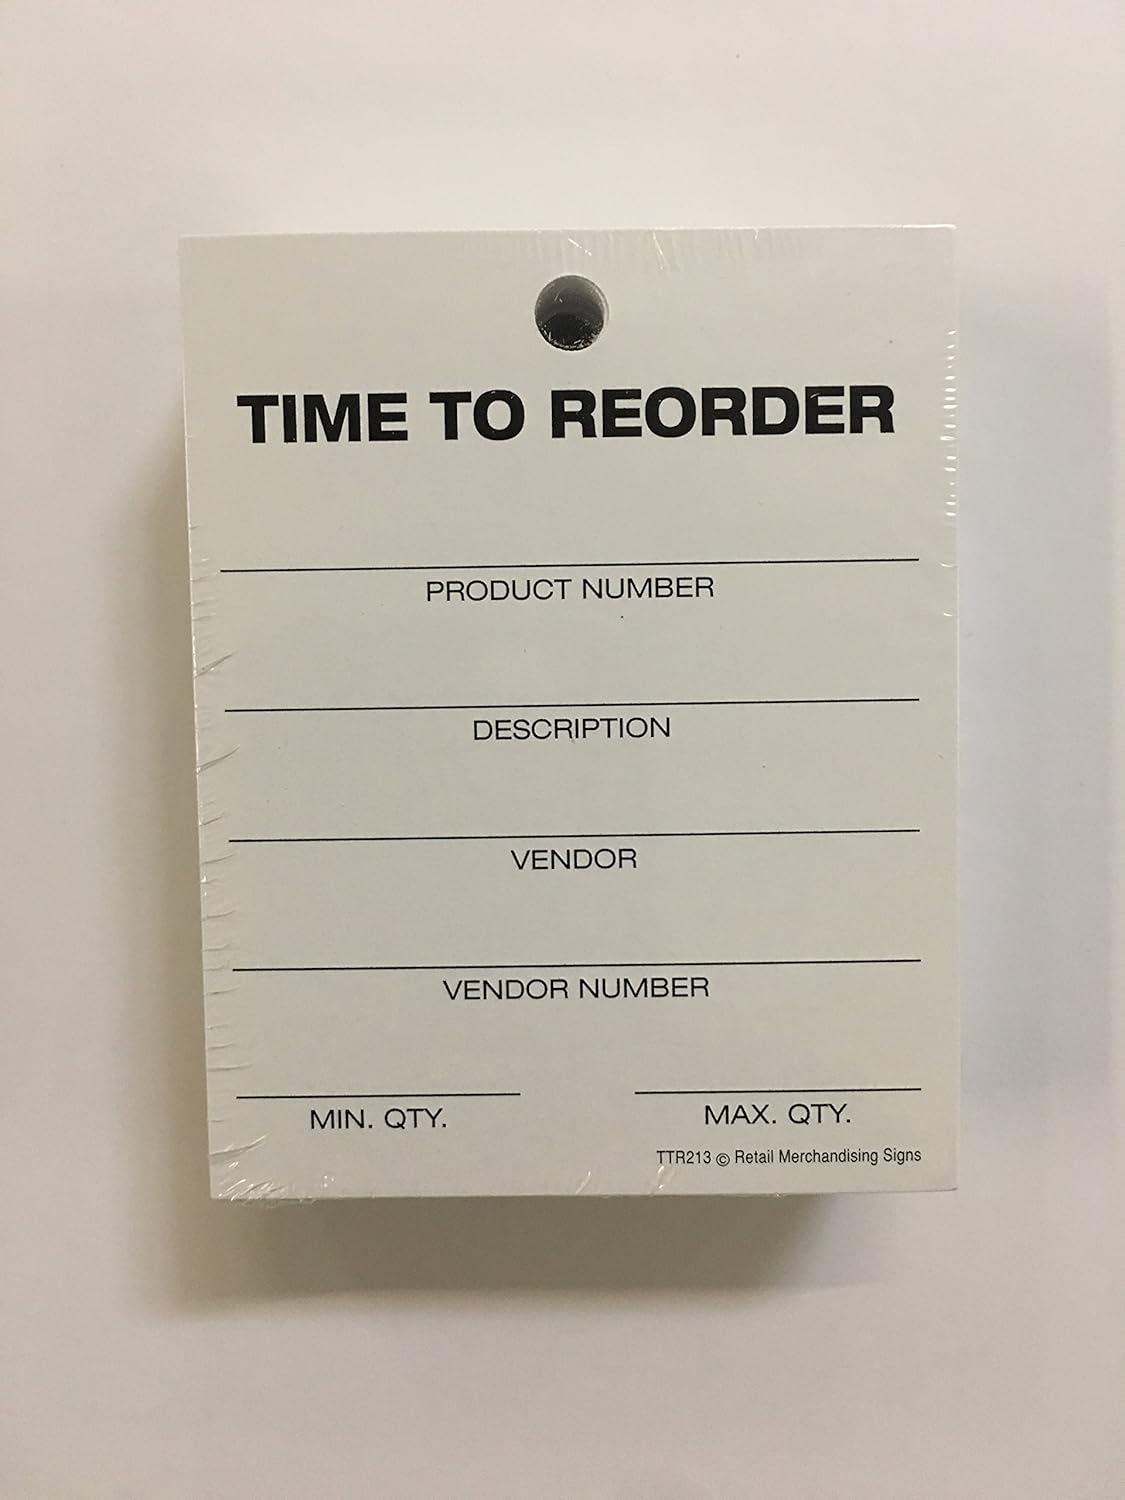 TIME TO REORDER
PRODUCT NUMBER
DESCRIPTION
VENDOR
VENDOR NUMBER
MIN. QTY. MAX. QTY.
TTR213 © Retail Merchandising Signs